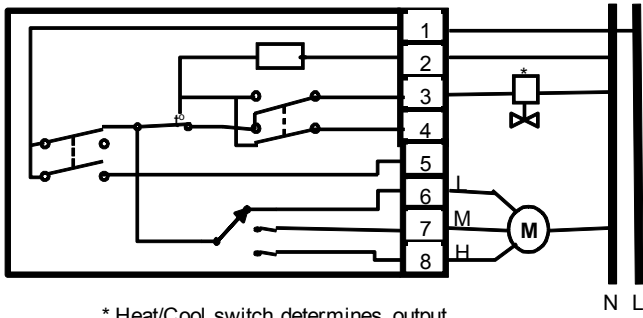 1
2
*
3
t°
4
5
6 L
7 M
M
8 H
N L
* Heat/Cool switch determines output